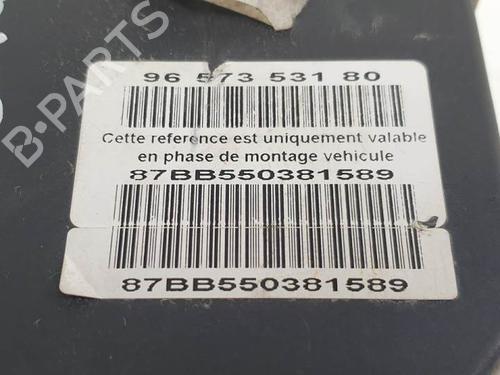 96 573 531 80
Cette reference est uniquement valable
en phase de montage vehicule
87BB550381589
87BB550381589
B-PARTS